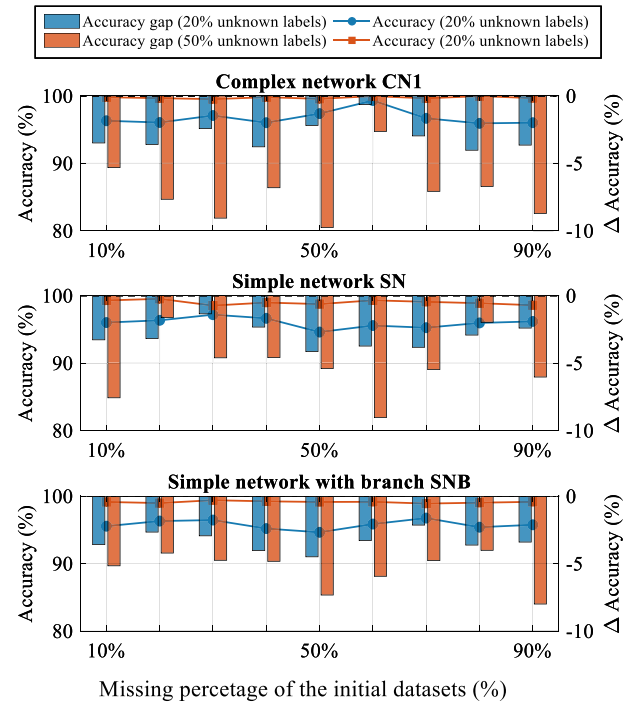 Accuracy gap (20% unknown labels) Accuracy (20% unknown labels)
Accuracy gap (50% unknown labels) Accuracy (20% unknown labels)
Complex network CN1
100 0
90 -5
80 -10
10% 50% 90%
Accuracy (%)
Δ Accuracy (%)
Simple network SN
100 0
90 -5
80 -10
10% 50% 90%
Accuracy (%)
Δ Accuracy (%)
Simple network with branch SNB
100 0
90 -5
80 -10
10% 50% 90%
Accuracy (%)
Δ Accuracy (%)
Missing percetage of the initial datasets (%)